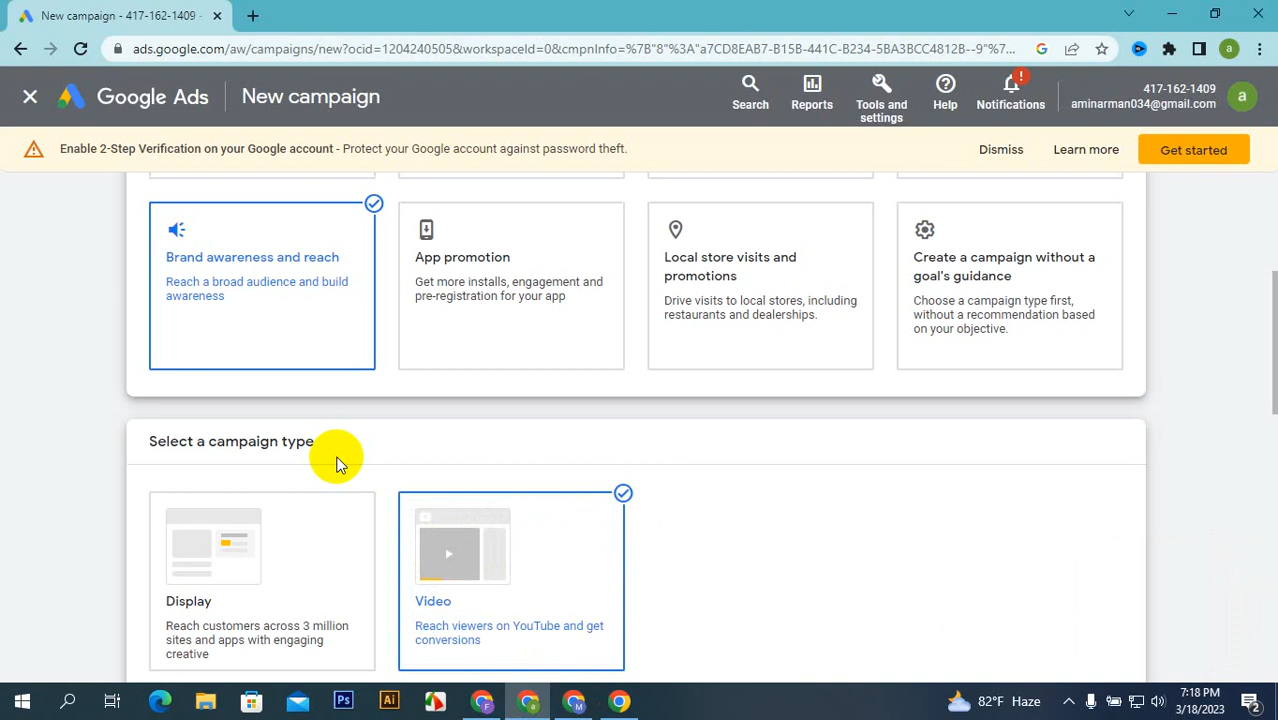 New campaign - 417-162-1409 -
ads.google.com/aw/campaigns/new?ocid=1204240505&workspaceId=0&cmpnInfo=%7B"8"%3A"a7CD8EAB7-B15B-441C-B234-5BA3BCC4812B--9"%7...
a
Google Ads
New campaign
Search
Reports
Tools and
settings
Help
Notifications
417-162-1409
aminarman034@gmail.com
a
Enable 2-Step Verification on your Google account - Protect your Google account against password theft.
Dismiss
Learn more
Get started
Brand awareness and reach
Reach a broad audience and build
awareness
App promotion
Get more installs, engagement and
pre-registration for your app
Local store visits and
promotions
Drive visits to local stores, including
restaurants and dealerships.
Create a campaign without a
goal's guidance
Choose a campaign type first,
without a recommendation based
on your objective.
Select a campaign type
Display
Reach customers across 3 million
sites and apps with engaging
creative
Video
Reach viewers on YouTube and get
conversions
Ps
Ai
F
a
M
82°F Haze
7:18 PM
3/18/2023
2